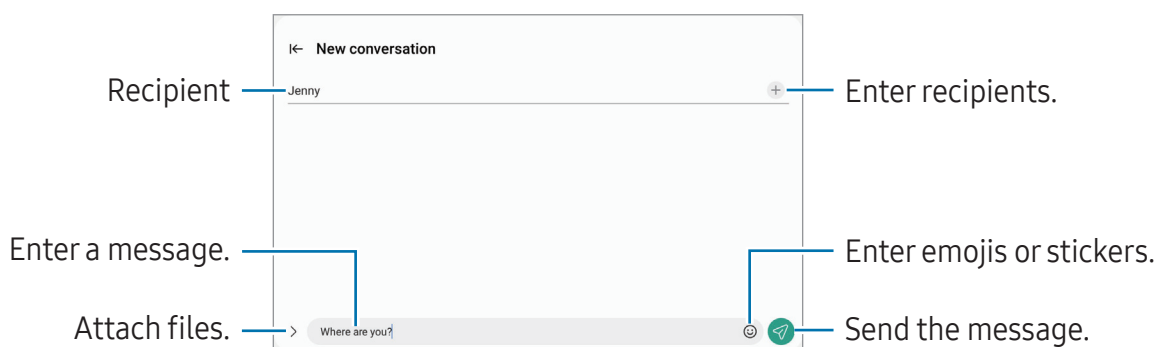 New conversation
Recipient
Jenny
Enter recipients.
Enter a message.
Enter emojis or stickers.
Attach files.
Where are you?
Send the message.